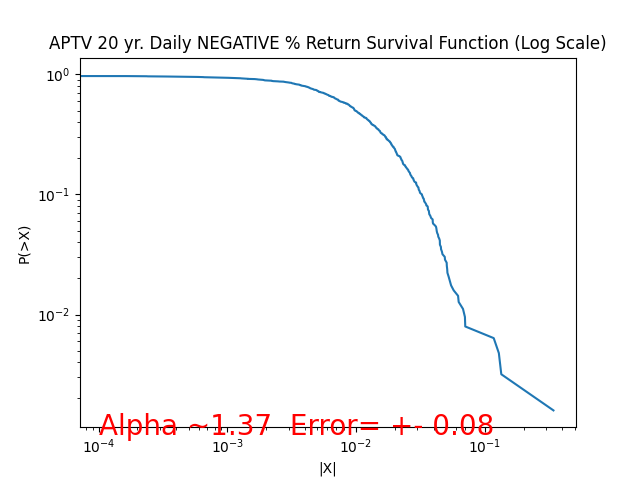 APTV 20 yr. Daily NEGATIVE % Return Survival Function (Log Scale)
10⁰
10⁻¹
10⁻²
P(>X)
Alpha ~1.37 Error= +- 0.08
10⁻⁴ 10⁻³ 10⁻² 10⁻¹
|X|